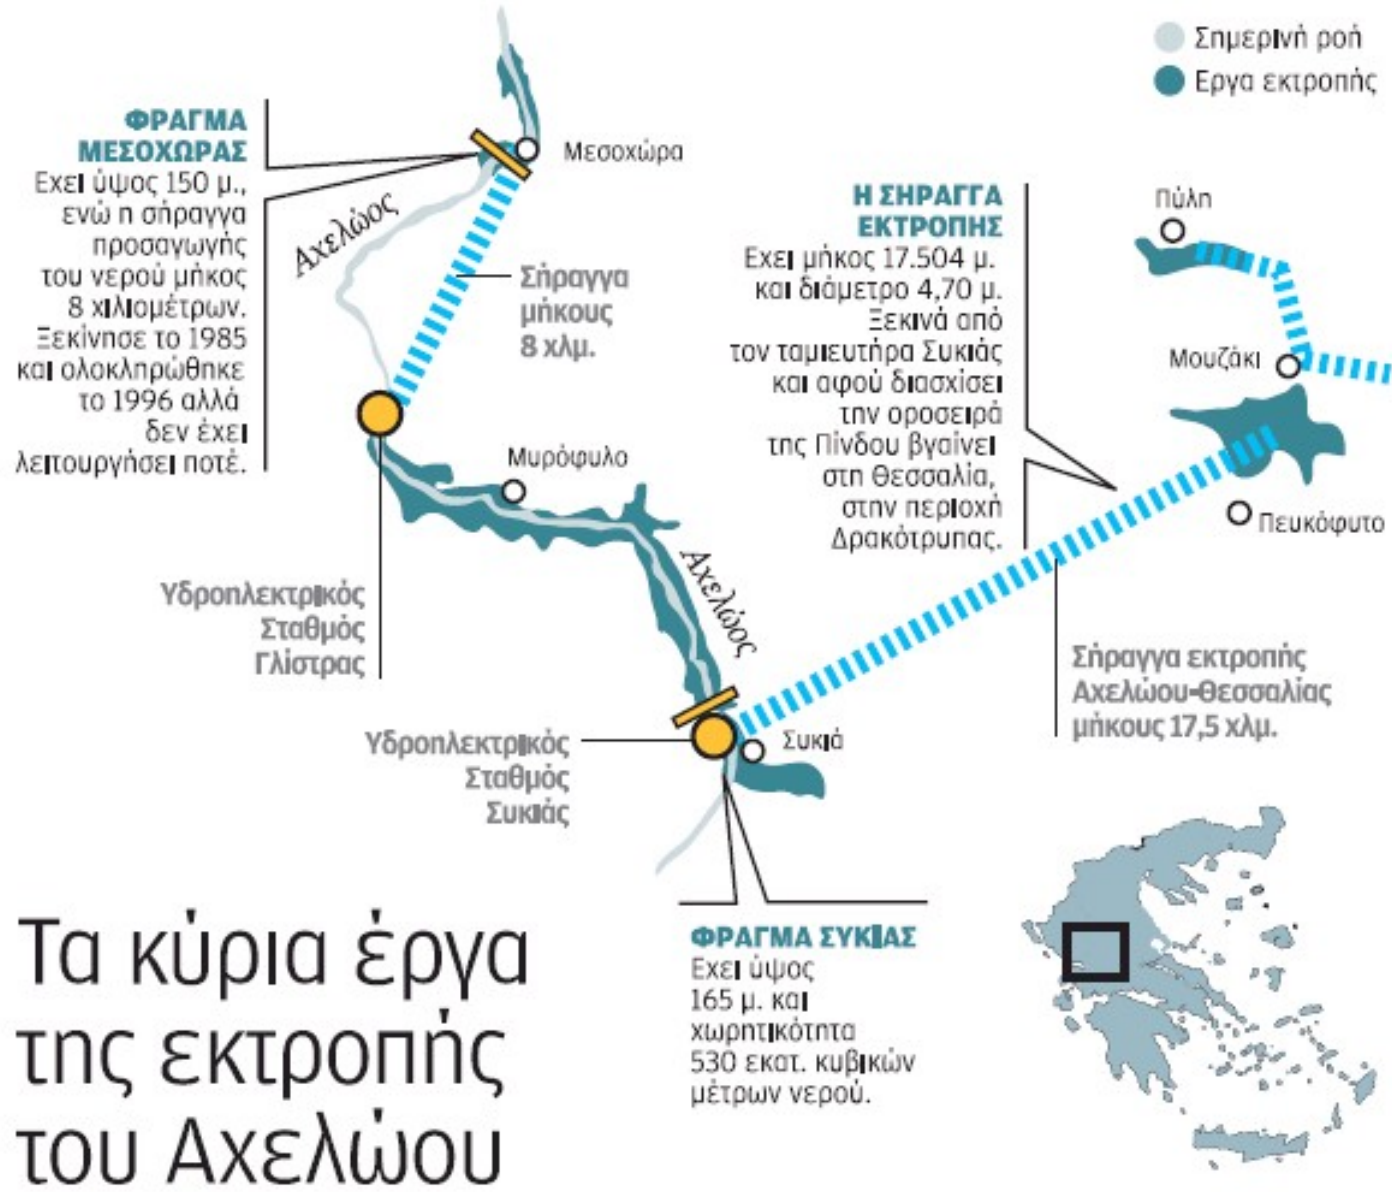 Σημερινή ροή
Εργα εκτροπής
ΦΡΑΓΜΑ
ΜΕΣΟΧΩΡΑΣ
Εχει ύψος 150 μ.,
ενώ η σήραγγα
προσαγωγής
του νερού μήκος
8 χιλιομέτρων.
Ξεκίνησε το 1985
και ολοκληρώθηκε
το 1996 αλλά
δεν έχει
λειτουργήσει ποτέ.
Μεσοχώρα
Αχελώος
Σήραγγα
μήκους
8 χλμ.
Η ΣΗΡΑΓΓΑ
ΕΚΤΡΟΠΗΣ
Εχει μήκος 17.504 μ.
και διάμετρο 4,70 μ.
Ξεκινά από
τον ταμιευτήρα Συκιάς
και αφού διασχίσει
την οροσειρά
της Πίνδου βγαίνει
στη Θεσσαλία,
στην περιοχή
Δρακότρυπας.
Πύλη
Μουζάκι
Πευκόφυτο
Μυρόφυλο
Αχελώος
Υδροηλεκτρικός
Σταθμός
Γλίστρας
Σήραγγα εκτροπής
Αχελώου-Θεσσαλίας
μήκους 17,5 χλμ.
Υδροηλεκτρικός
Σταθμός
Συκιάς
Συκιά
ΦΡΑΓΜΑ ΣΥΚΙΑΣ
Εχει ύψος
165 μ. και
χωρητικότητα
530 εκατ. κυβικών
μέτρων νερού.
Τα κύρια έργα
της εκτροπής
του Αχελώου